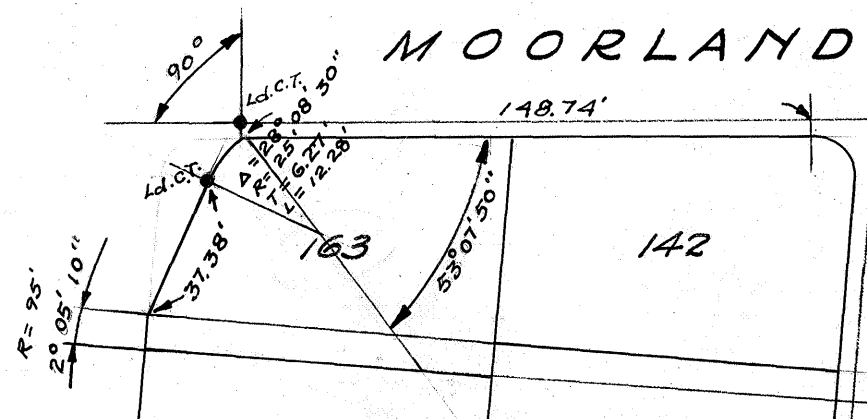 MOORLAND
90°
Ld.C.T.
148.74'
Δ=28°08'30"
R=25'
T=6.27'
L=12.28'
Ld.C.T.
163
142
53°07'50"
37.38'
R=95'
2°05'10"